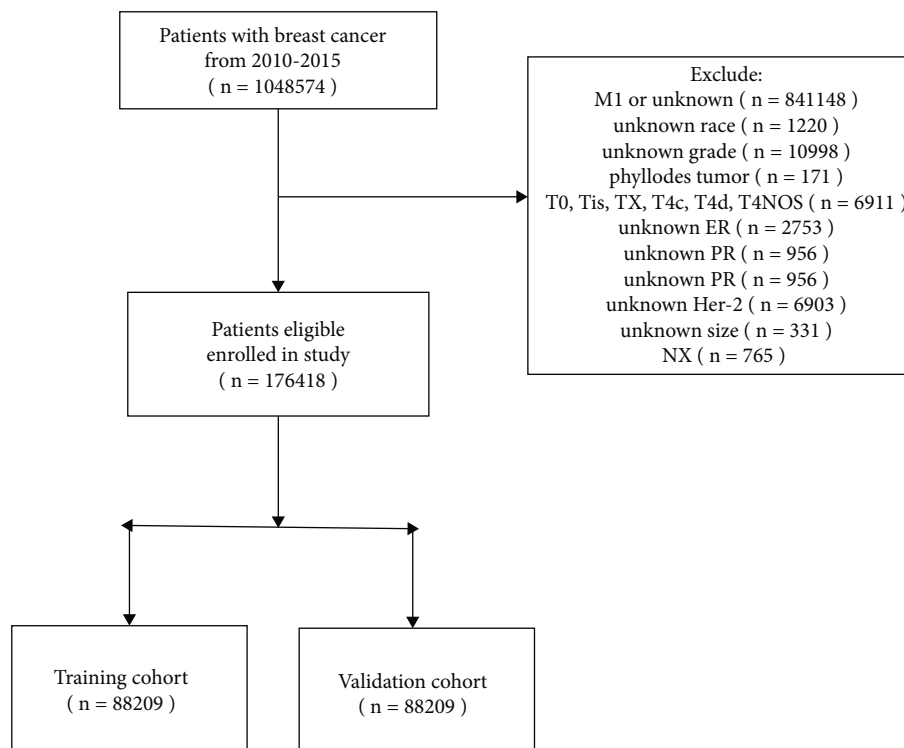 Patients with breast cancer
from 2010-2015
( n = 1048574 )
Exclude:
M1 or unknown ( n = 841148 )
unknown race ( n = 1220 )
unknown grade ( n = 10998 )
phyllodes tumor ( n = 171 )
T0, Tis, TX, T4c, T4d, T4NOS ( n = 6911 )
unknown ER ( n = 2753 )
unknown PR ( n = 956 )
unknown PR ( n = 956 )
unknown Her-2 ( n = 6903 )
unknown size ( n = 331 )
NX ( n = 765 )
Patients eligible
enrolled in study
( n = 176418 )
Training cohort
( n = 88209 )
Validation cohort
( n = 88209 )